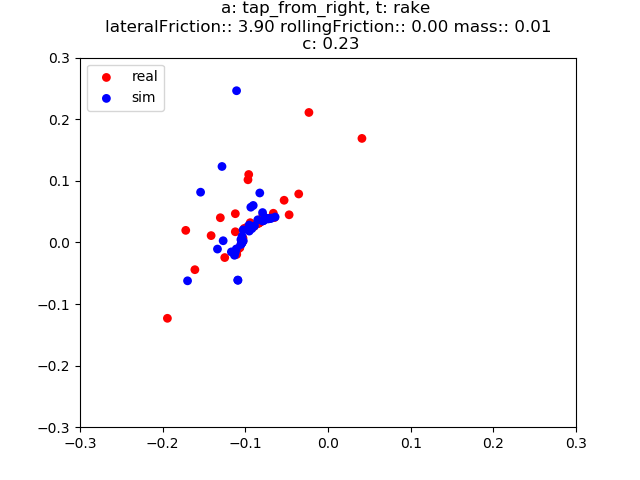 a: tap_from_right, t: rake
lateralFriction:: 3.90 rollingFriction:: 0.00 mass:: 0.01
c: 0.23
real
sim
0.3
0.2
0.1
0.0
−0.1
−0.2
−0.3
−0.3
−0.2
−0.1
0.0
0.1
0.2
0.3